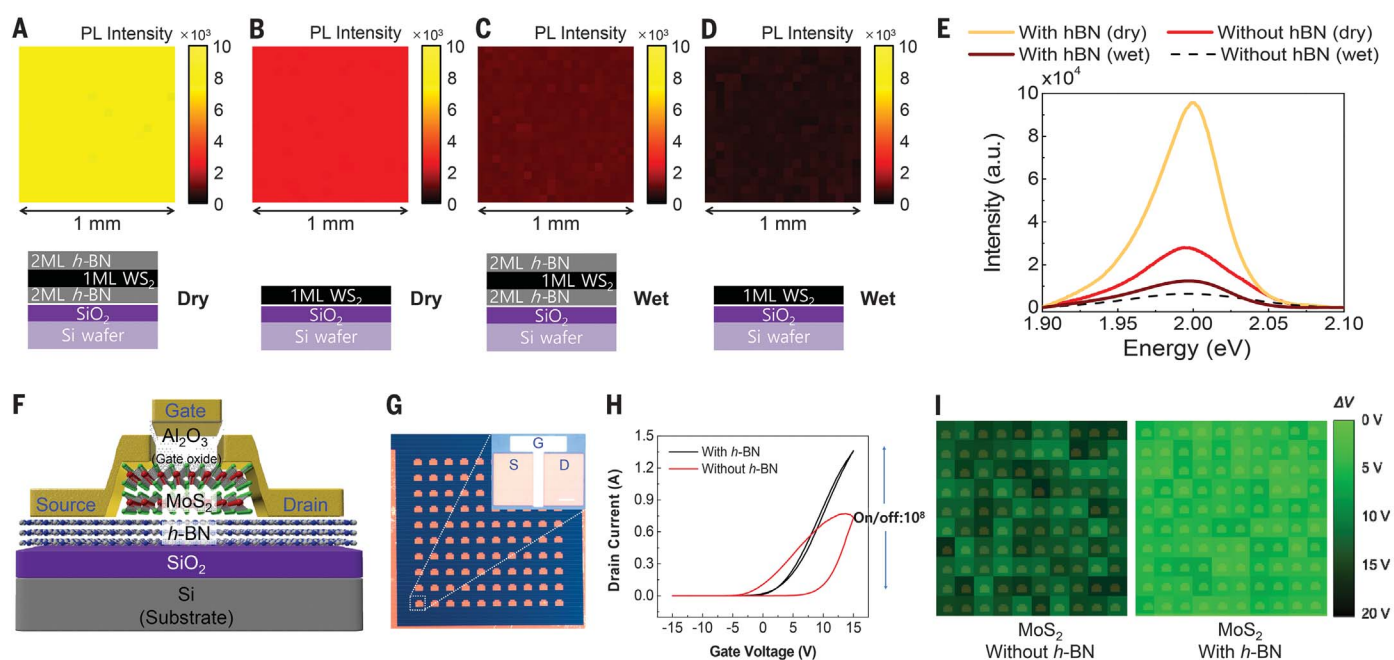 A
PL Intensity
×10³
10
8
6
4
2
0
1 mm
2ML h-BN
1ML WS₂
2ML h-BN
SiO₂
Si wafer
Dry
B
PL Intensity
×10³
10
8
6
4
2
0
1 mm
1ML WS₂
SiO₂
Si wafer
Dry
C
PL Intensity
×10³
10
8
6
4
2
0
1 mm
2ML h-BN
1ML WS₂
2ML h-BN
SiO₂
Si wafer
Wet
D
PL Intensity
×10³
10
8
6
4
2
0
1 mm
1ML WS₂
SiO₂
Si wafer
Wet
E
With hBN (dry)
Without hBN (dry)
With hBN (wet)
Without hBN (wet)
×10⁴
10
8
6
4
2
0
Intensity (a.u.)
1.90
1.95
2.00
2.05
2.10
Energy (eV)
F
Gate
Al₂O₃
(Gate oxide)
Source
MoS₂
Drain
h-BN
SiO₂
Si
(Substrate)
G
G
S
D
H
1.5
1.2
0.9
0.6
0.3
0.0
Drain Current (A)
With h-BN
Without h-BN
On/off:10⁸
-15
-10
-5
0
5
10
15
Gate Voltage (V)
I
ΔV
0 V
5 V
10 V
15 V
20 V
MoS₂
Without h-BN
MoS₂
With h-BN